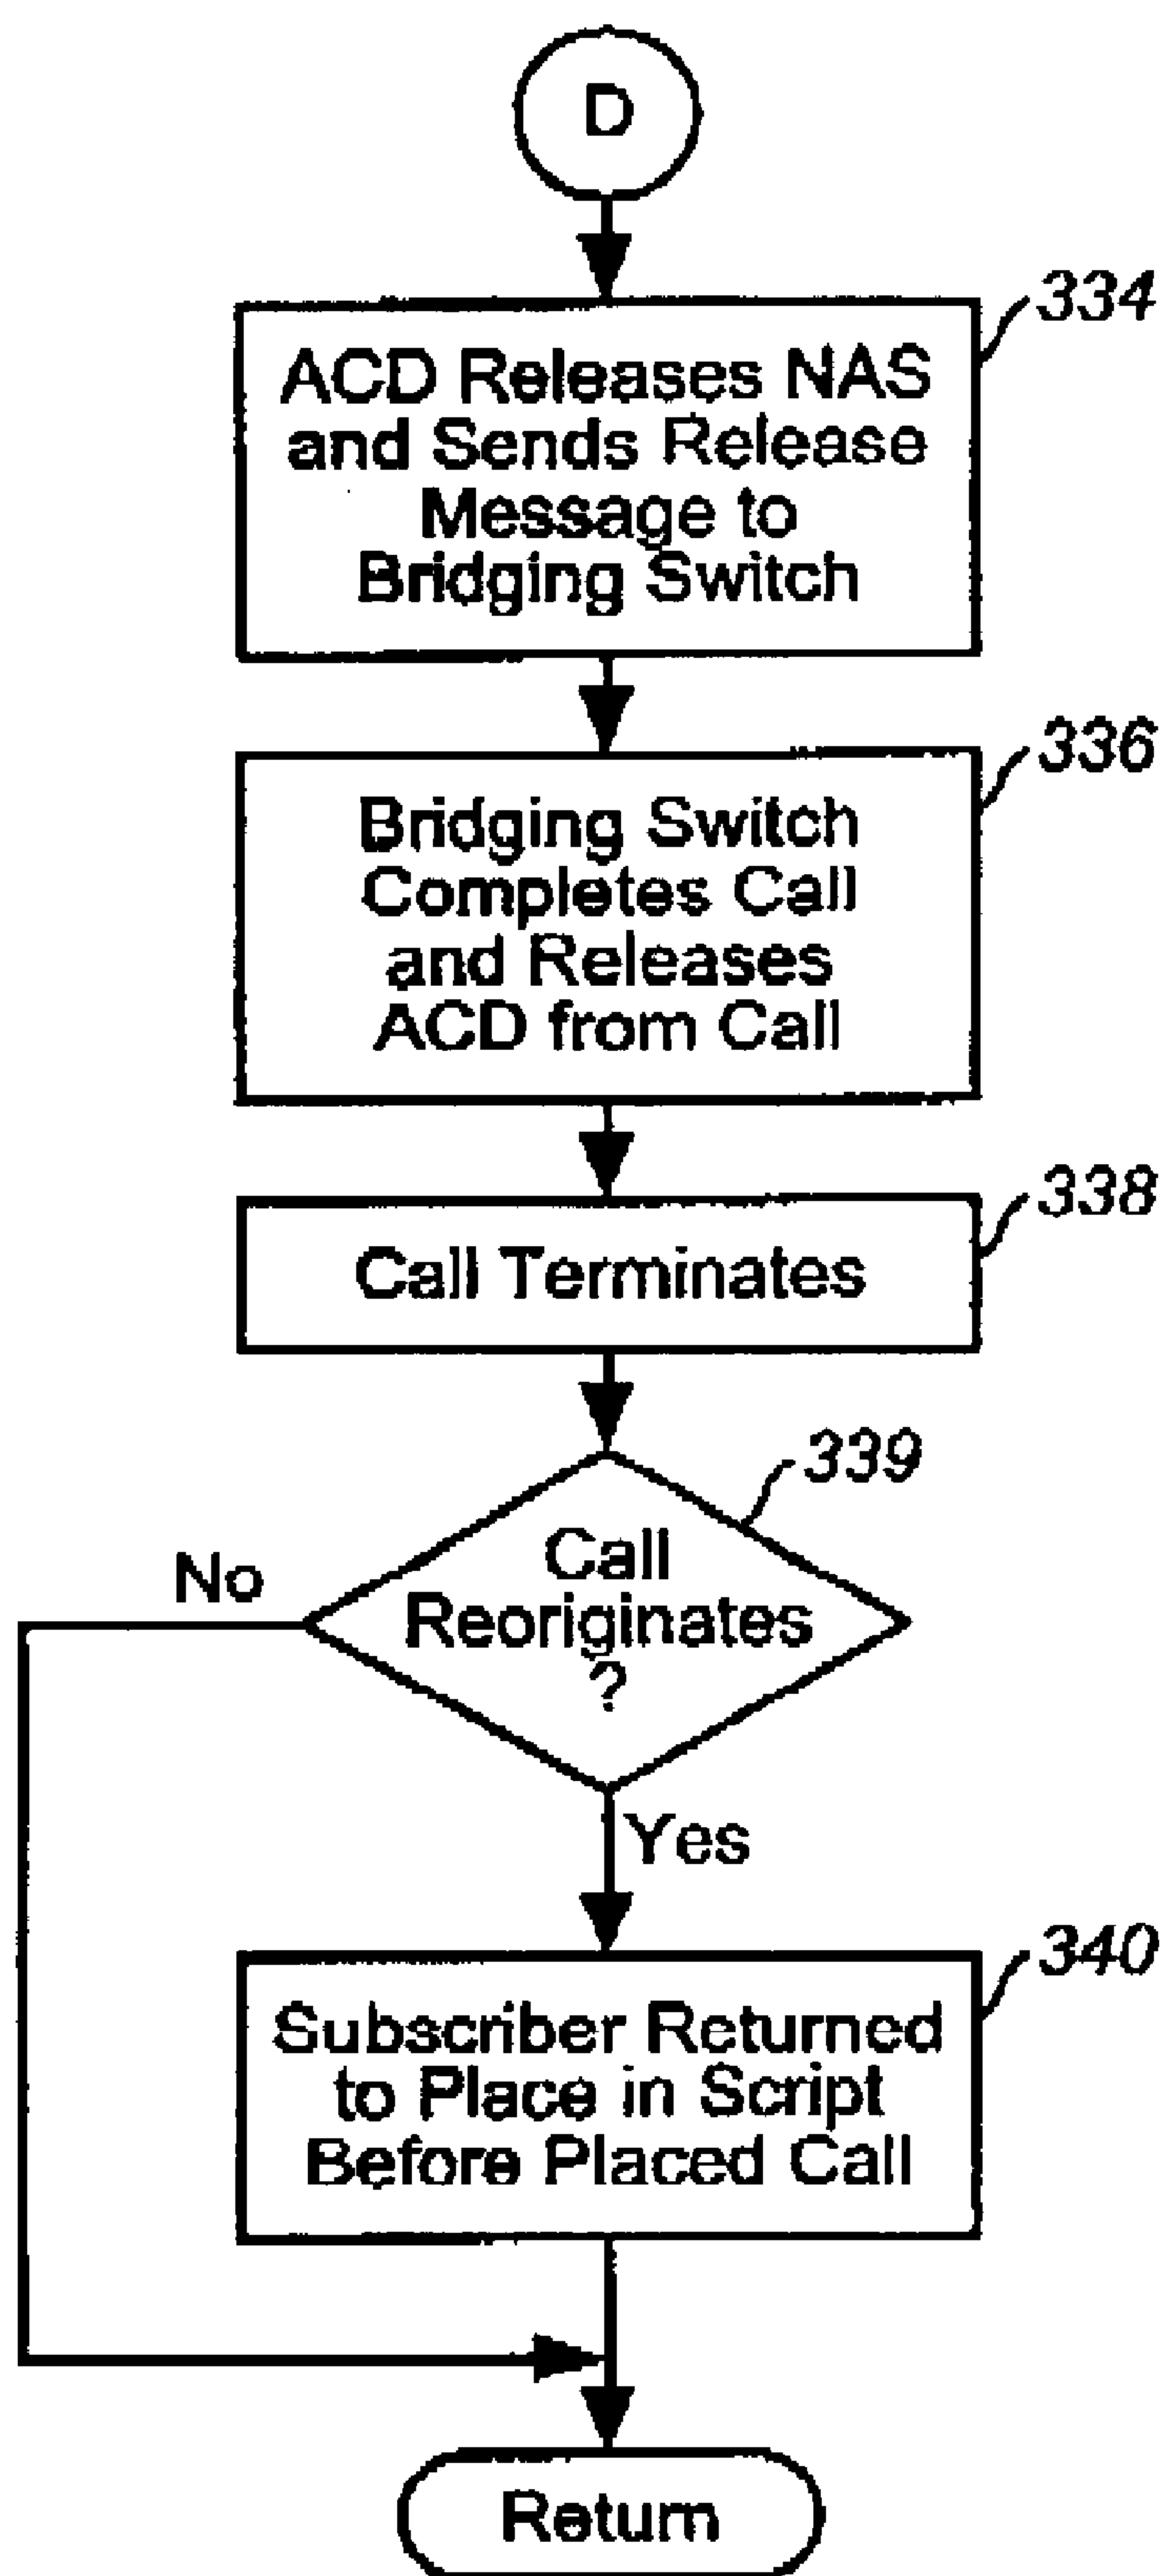 D
334
ACD Releases NAS
and Sends Release
Message to
Bridging Switch
336
Bridging Switch
Completes Call
and Releases
ACD from Call
338
Call Terminates
339
Call
Reoriginates
?
No
Yes
340
Subscriber Returned
to Place in Script
Before Placed Call
Return